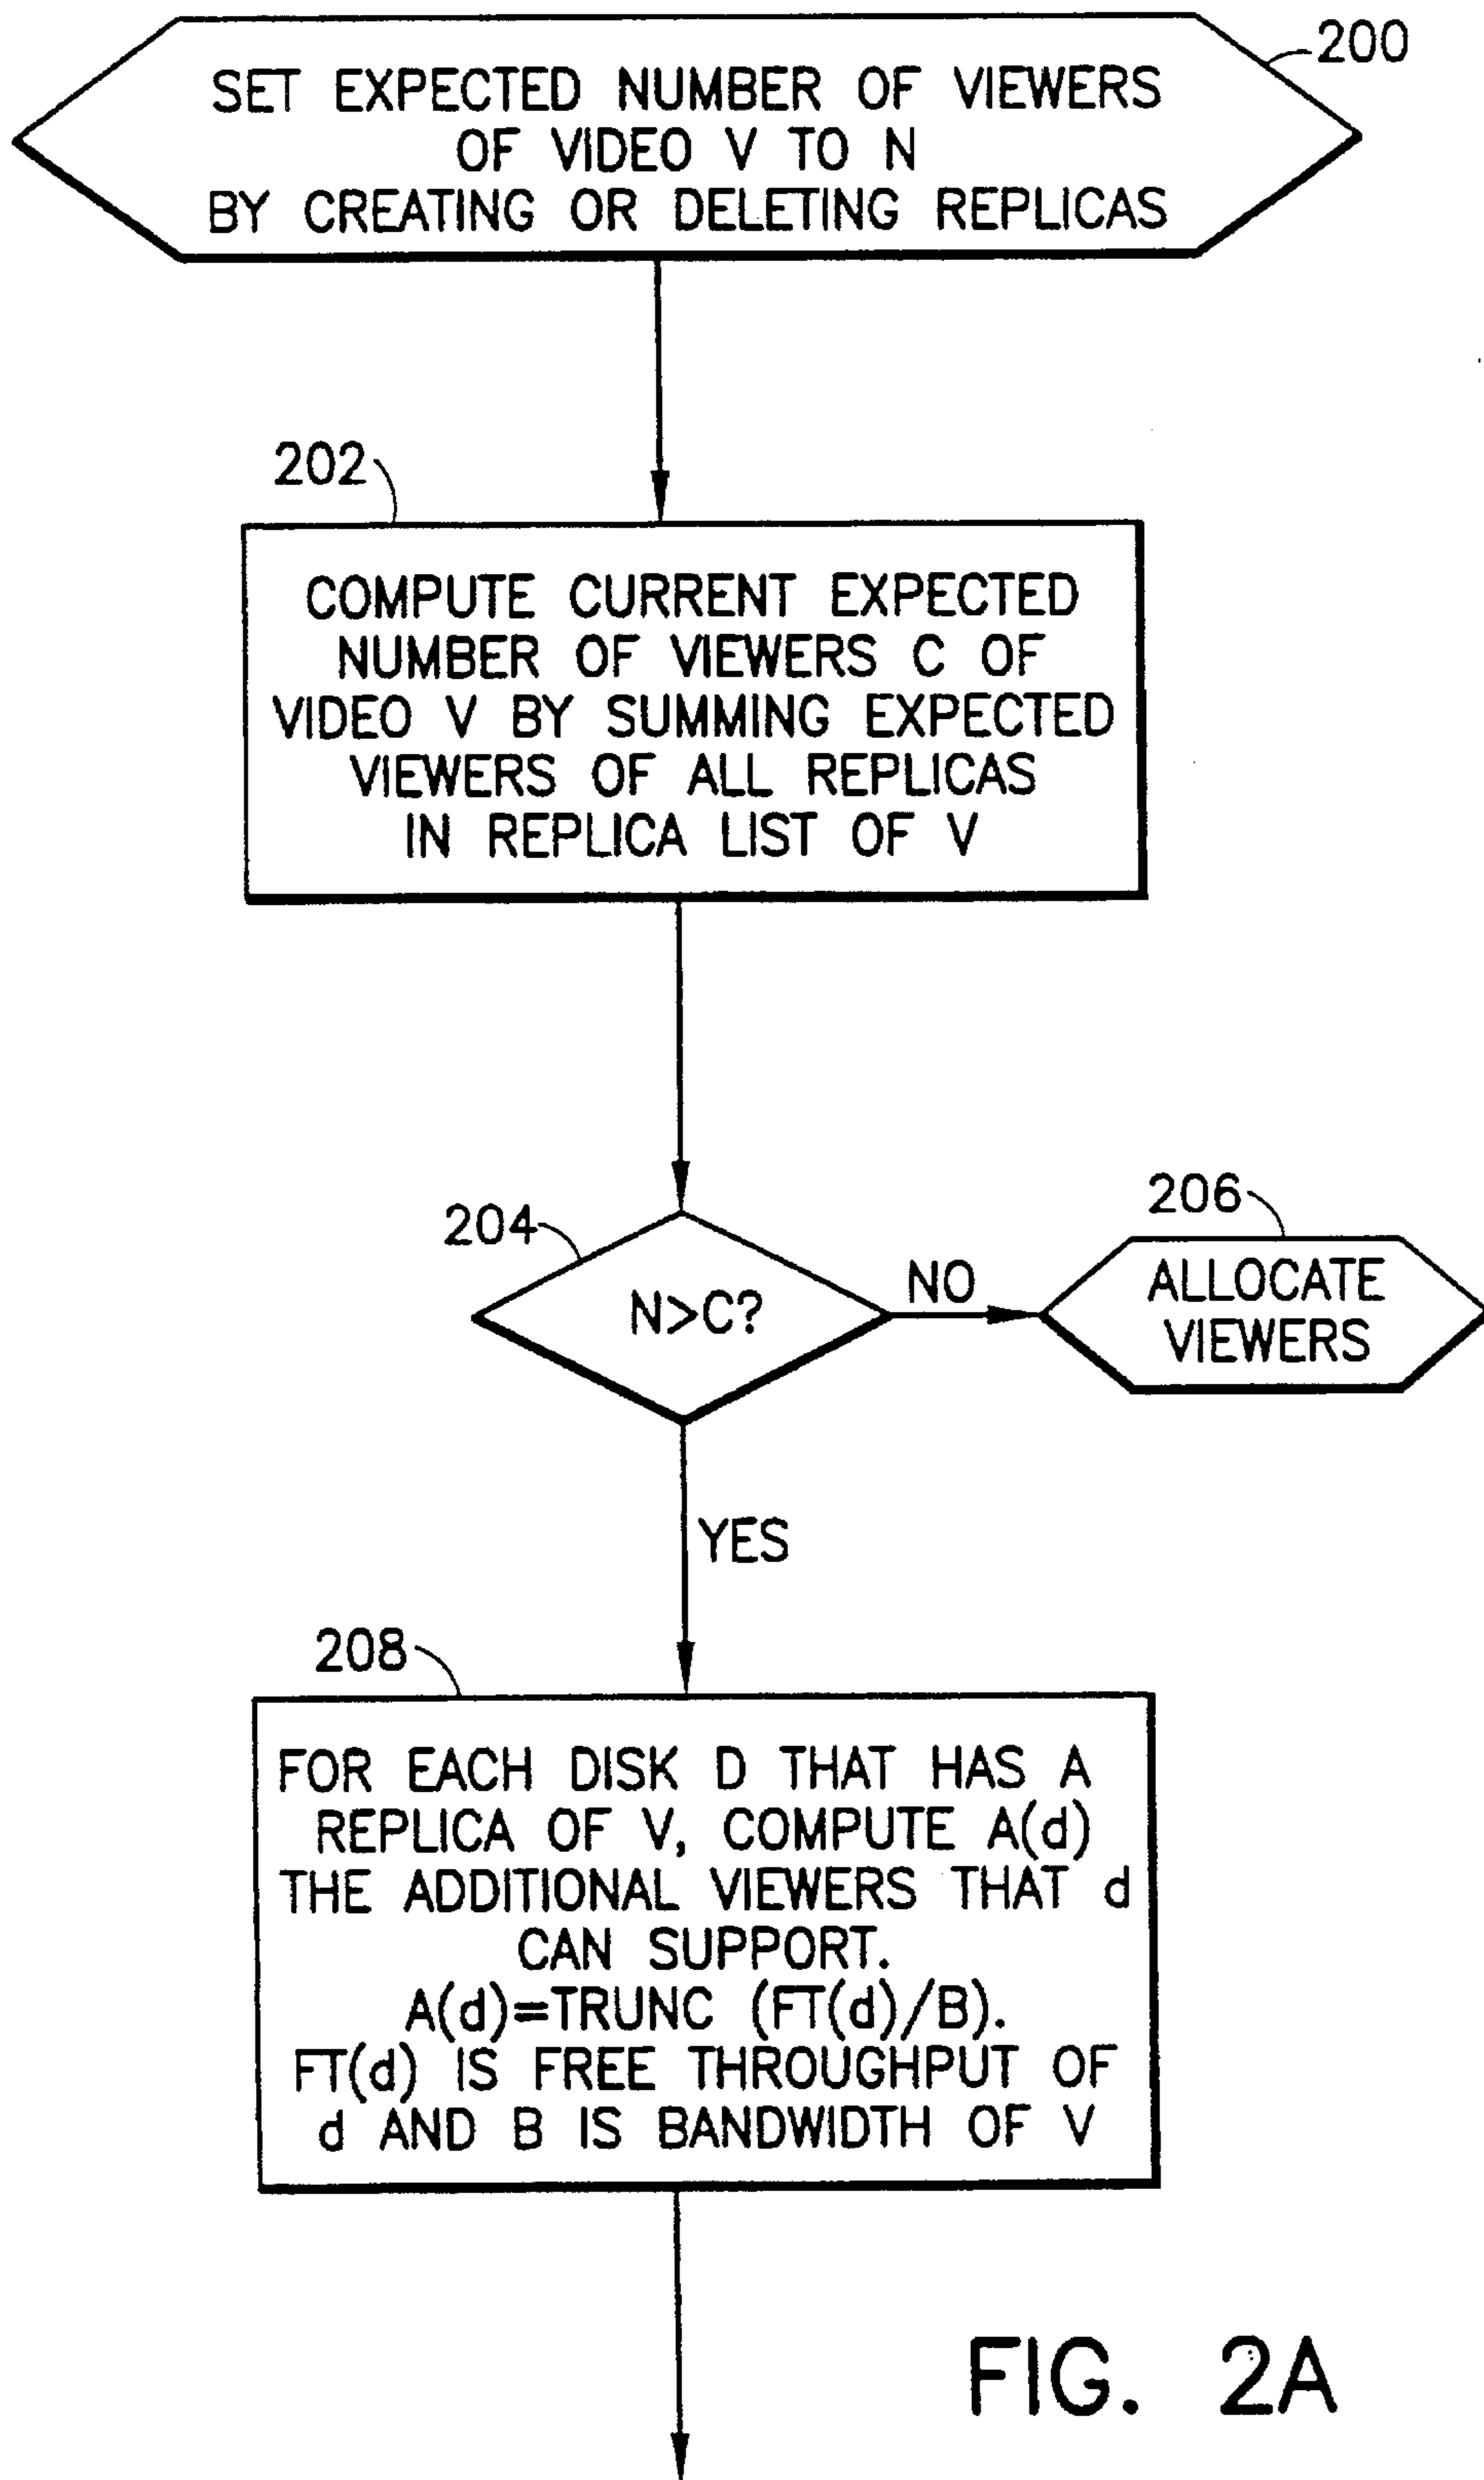 200
SET EXPECTED NUMBER OF VIEWERS
OF VIDEO V TO N
BY CREATING OR DELETING REPLICAS
202
COMPUTE CURRENT EXPECTED
NUMBER OF VIEWERS C OF
VIDEO V BY SUMMING EXPECTED
VIEWERS OF ALL REPLICAS
IN REPLICA LIST OF V
204
N>C?
NO
206
ALLOCATE
VIEWERS
YES
208
FOR EACH DISK D THAT HAS A
REPLICA OF V, COMPUTE A(d)
THE ADDITIONAL VIEWERS THAT d
CAN SUPPORT.
A(d)=TRUNC (FT(d)/B).
FT(d) IS FREE THROUGHPUT OF
d AND B IS BANDWIDTH OF V
FIG. 2A